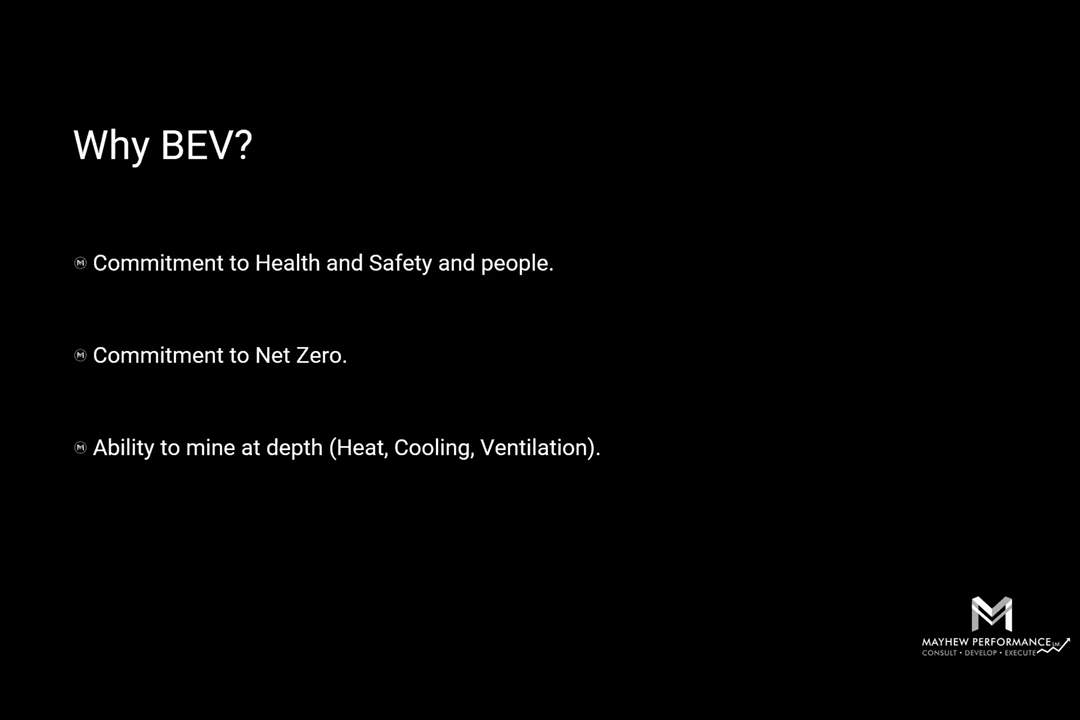 Why BEV?
Commitment to Health and Safety and people.
Commitment to Net Zero.
Ability to mine at depth (Heat, Cooling, Ventilation).
M
MAYHEW PERFORMANCE Ltd
CONSULT • DEVELOP • EXECUTE